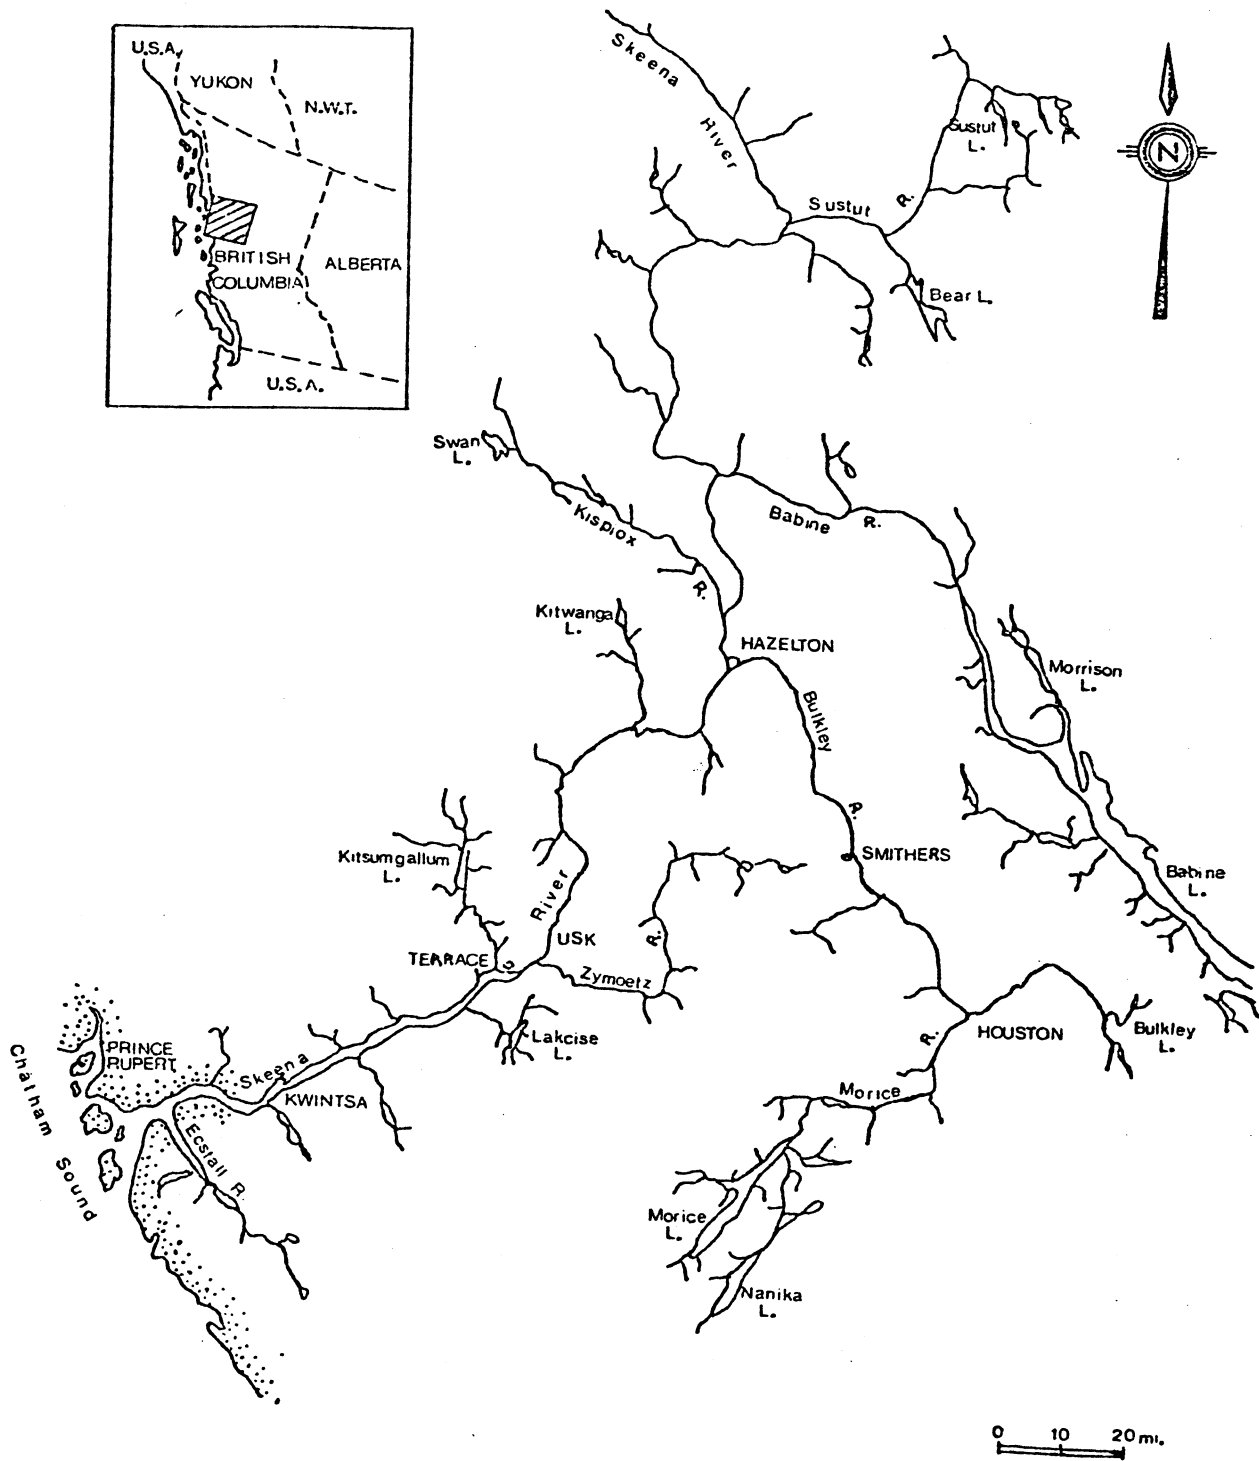 U.S.A.
YUKON
N.W.T.
BRITISH
COLUMBIA
ALBERTA
U.S.A.
Skeena
River
Sustut
L.
Sustut R.
Bear L.
N
Swan
L.
Kispiox
R.
Babine R.
Kitwanga
L.
HAZELTON
Morrison
L.
Bulkley
R.
SMITHERS
Kitsumgallum
L.
River
Babine
L.
USK
TERRACE
R.
Zymoetz
Lakcise
L.
HOUSTON
Bulkley
L.
PRINCE
RUPERT
Skeena
KWINTSA
R.
Morice
Chatham Sound
Ecstall R.
Morice
L.
Nanika
L.
0 10 20 mi.